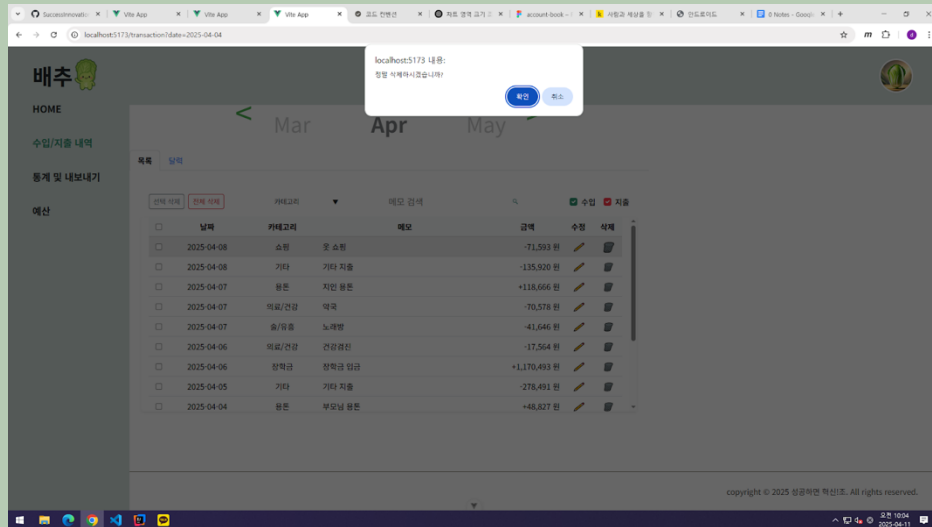 Successinnovatio
Vite App
Vite App
Vite App
코드 컨벤션
차트 영역 크기
account-book -
사람과 세상을
안드로이드
0 Notes - Googl
localhost:5173/transaction?date=2025-04-04
localhost:5173 내용:
정말 삭제하시겠습니까?
확인 취소
배추
HOME
수입/지출 내역
통계 및 내보내기
예산
< Mar Apr May >
목록 달력
선택 삭제 전체 삭제 카테고리 ▼ 메모 검색 수입 지출
날짜 카테고리 메모 금액 수정 삭제
2025-04-08 쇼핑 옷 쇼핑 -71,593 원
2025-04-08 기타 기타 지출 -135,920 원
2025-04-07 용돈 지인 용돈 +118,666 원
2025-04-07 의료/건강 약국 -70,578 원
2025-04-07 술/유흥 노래방 -41,646 원
2025-04-06 의료/건강 건강검진 -17,564 원
2025-04-06 장학금 장학금 입금 +1,170,493 원
2025-04-05 기타 기타 지출 -278,491 원
2025-04-04 용돈 부모님 용돈 +48,827 원
copyright © 2025 성공하면 혁신1조. All rights reserved.
오전 10:04
2025-04-11